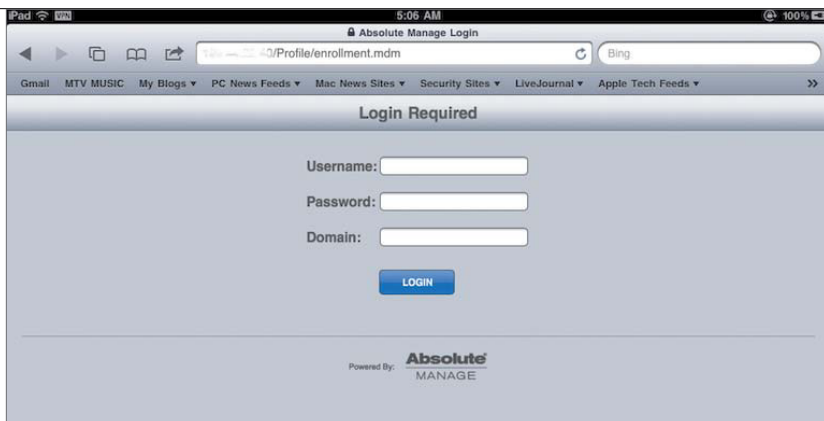 iPad VPN 5:06 AM 100%
Absolute Manage Login
/Profile/enrollment.mdm Bing
Gmail MTV MUSIC My Blogs PC News Feeds Mac News Sites Security Sites LiveJournal Apple Tech Feeds »
Login Required
Username:
Password:
Domain:
LOGIN
Powered By: Absolute
MANAGE